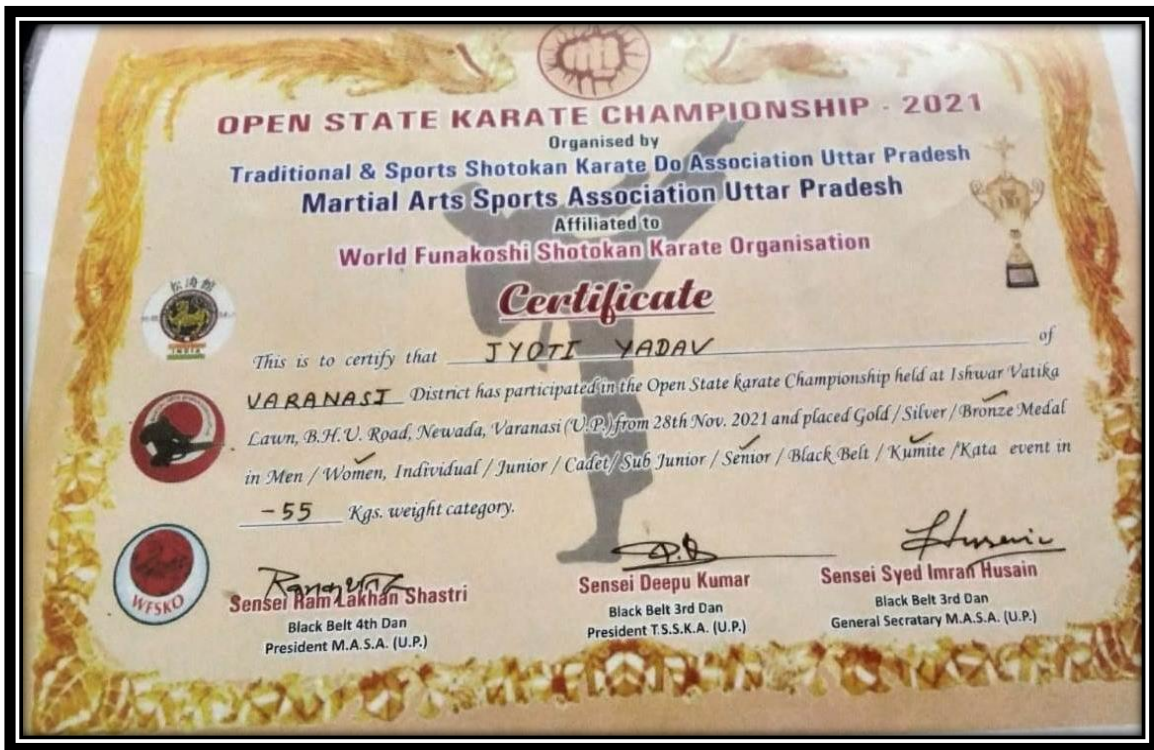 OPEN STATE KARATE CHAMPIONSHIP - 2021
Organised by
Traditional & Sports Shotokan Karate Do Association Uttar Pradesh
Martial Arts Sports Association Uttar Pradesh
Affiliated to
World Funakoshi Shotokan Karate Organisation
Certificate
松涛館
INDIA
This is to certify that JYOTI YADAV of
VARANASI District has participated in the Open State karate Championship held at Ishwar Vatika
Lawn, B.H.U. Road, Newada, Varanasi (U.P.) from 28th Nov. 2021 and placed Gold / Silver / Bronze Medal
in Men / Women, Individual / Junior / Cadet / Sub Junior / Senior / Black Belt / Kumite / Kata event in
-55 Kgs. weight category.
WFSKO
Sensei Ram Lakhan Shastri
Black Belt 4th Dan
President M.A.S.A. (U.P.)
Sensei Deepu Kumar
Black Belt 3rd Dan
President T.S.S.K.A. (U.P.)
Sensei Syed Imran Husain
Black Belt 3rd Dan
General Secratary M.A.S.A. (U.P.)